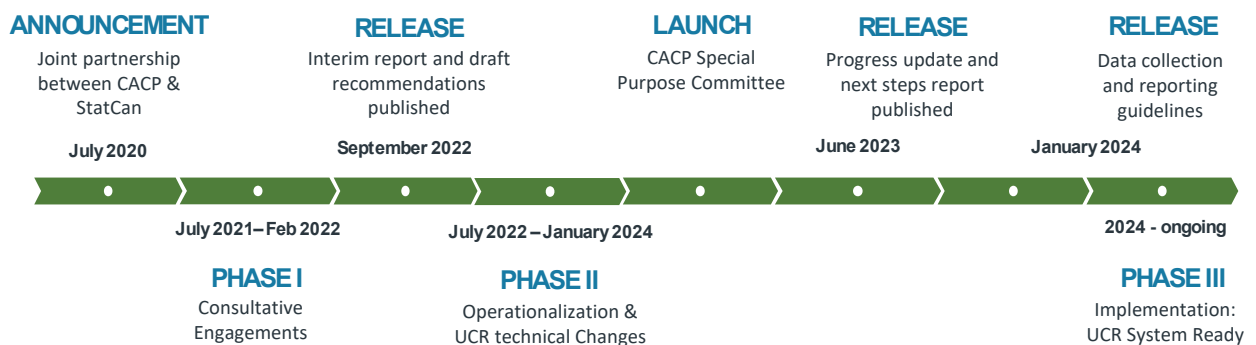 ANNOUNCEMENT
Joint partnership
between CACP &
StatCan
July 2020
RELEASE
Interim report and draft
recommendations
published
September 2022
LAUNCH
CACP Special
Purpose Committee
RELEASE
Progress update and
next steps report
published
June 2023
RELEASE
Data collection
and reporting
guidelines
January 2024
July 2021–Feb 2022
PHASE I
Consultative
Engagements
July 2022 – January 2024
PHASE II
Operationalization &
UCR technical Changes
2024 - ongoing
PHASE III
Implementation:
UCR System Ready